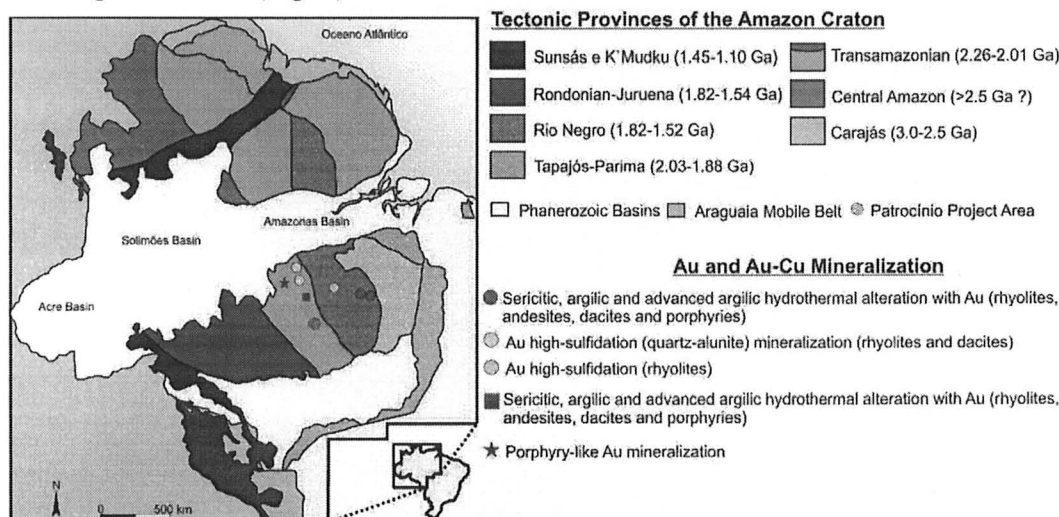 Oceano Atlântico
Amazonas Basin
Solimões Basin
Acre Basin
N
0 500 km
Tectonic Provinces of the Amazon Craton
Sunsás e K`Mudku (1.45-1.10 Ga)
Transamazonian (2.26-2.01 Ga)
Rondonian-Juruena (1.82-1.54 Ga)
Central Amazon (>2.5 Ga ?)
Rio Negro (1.82-1.52 Ga)
Carajás (3.0-2.5 Ga)
Tapajós-Parima (2.03-1.88 Ga)
Phanerozoic Basins
Araguaia Mobile Belt
Patrocínio Project Area
Au and Au-Cu Mineralization
Sericitic, argilic and advanced argilic hydrothermal alteration with Au (rhyolites,
andesites, dacites and porphyries)
Au high-sulfidation (quartz-alunite) mineralization (rhyolites and dacites)
Au high-sulfidation (rhyolites)
Sericitic, argilic and advanced argilic hydrothermal alteration with Au (rhyolites,
andesites, dacites and porphyries)
Porphyry-like Au mineralization